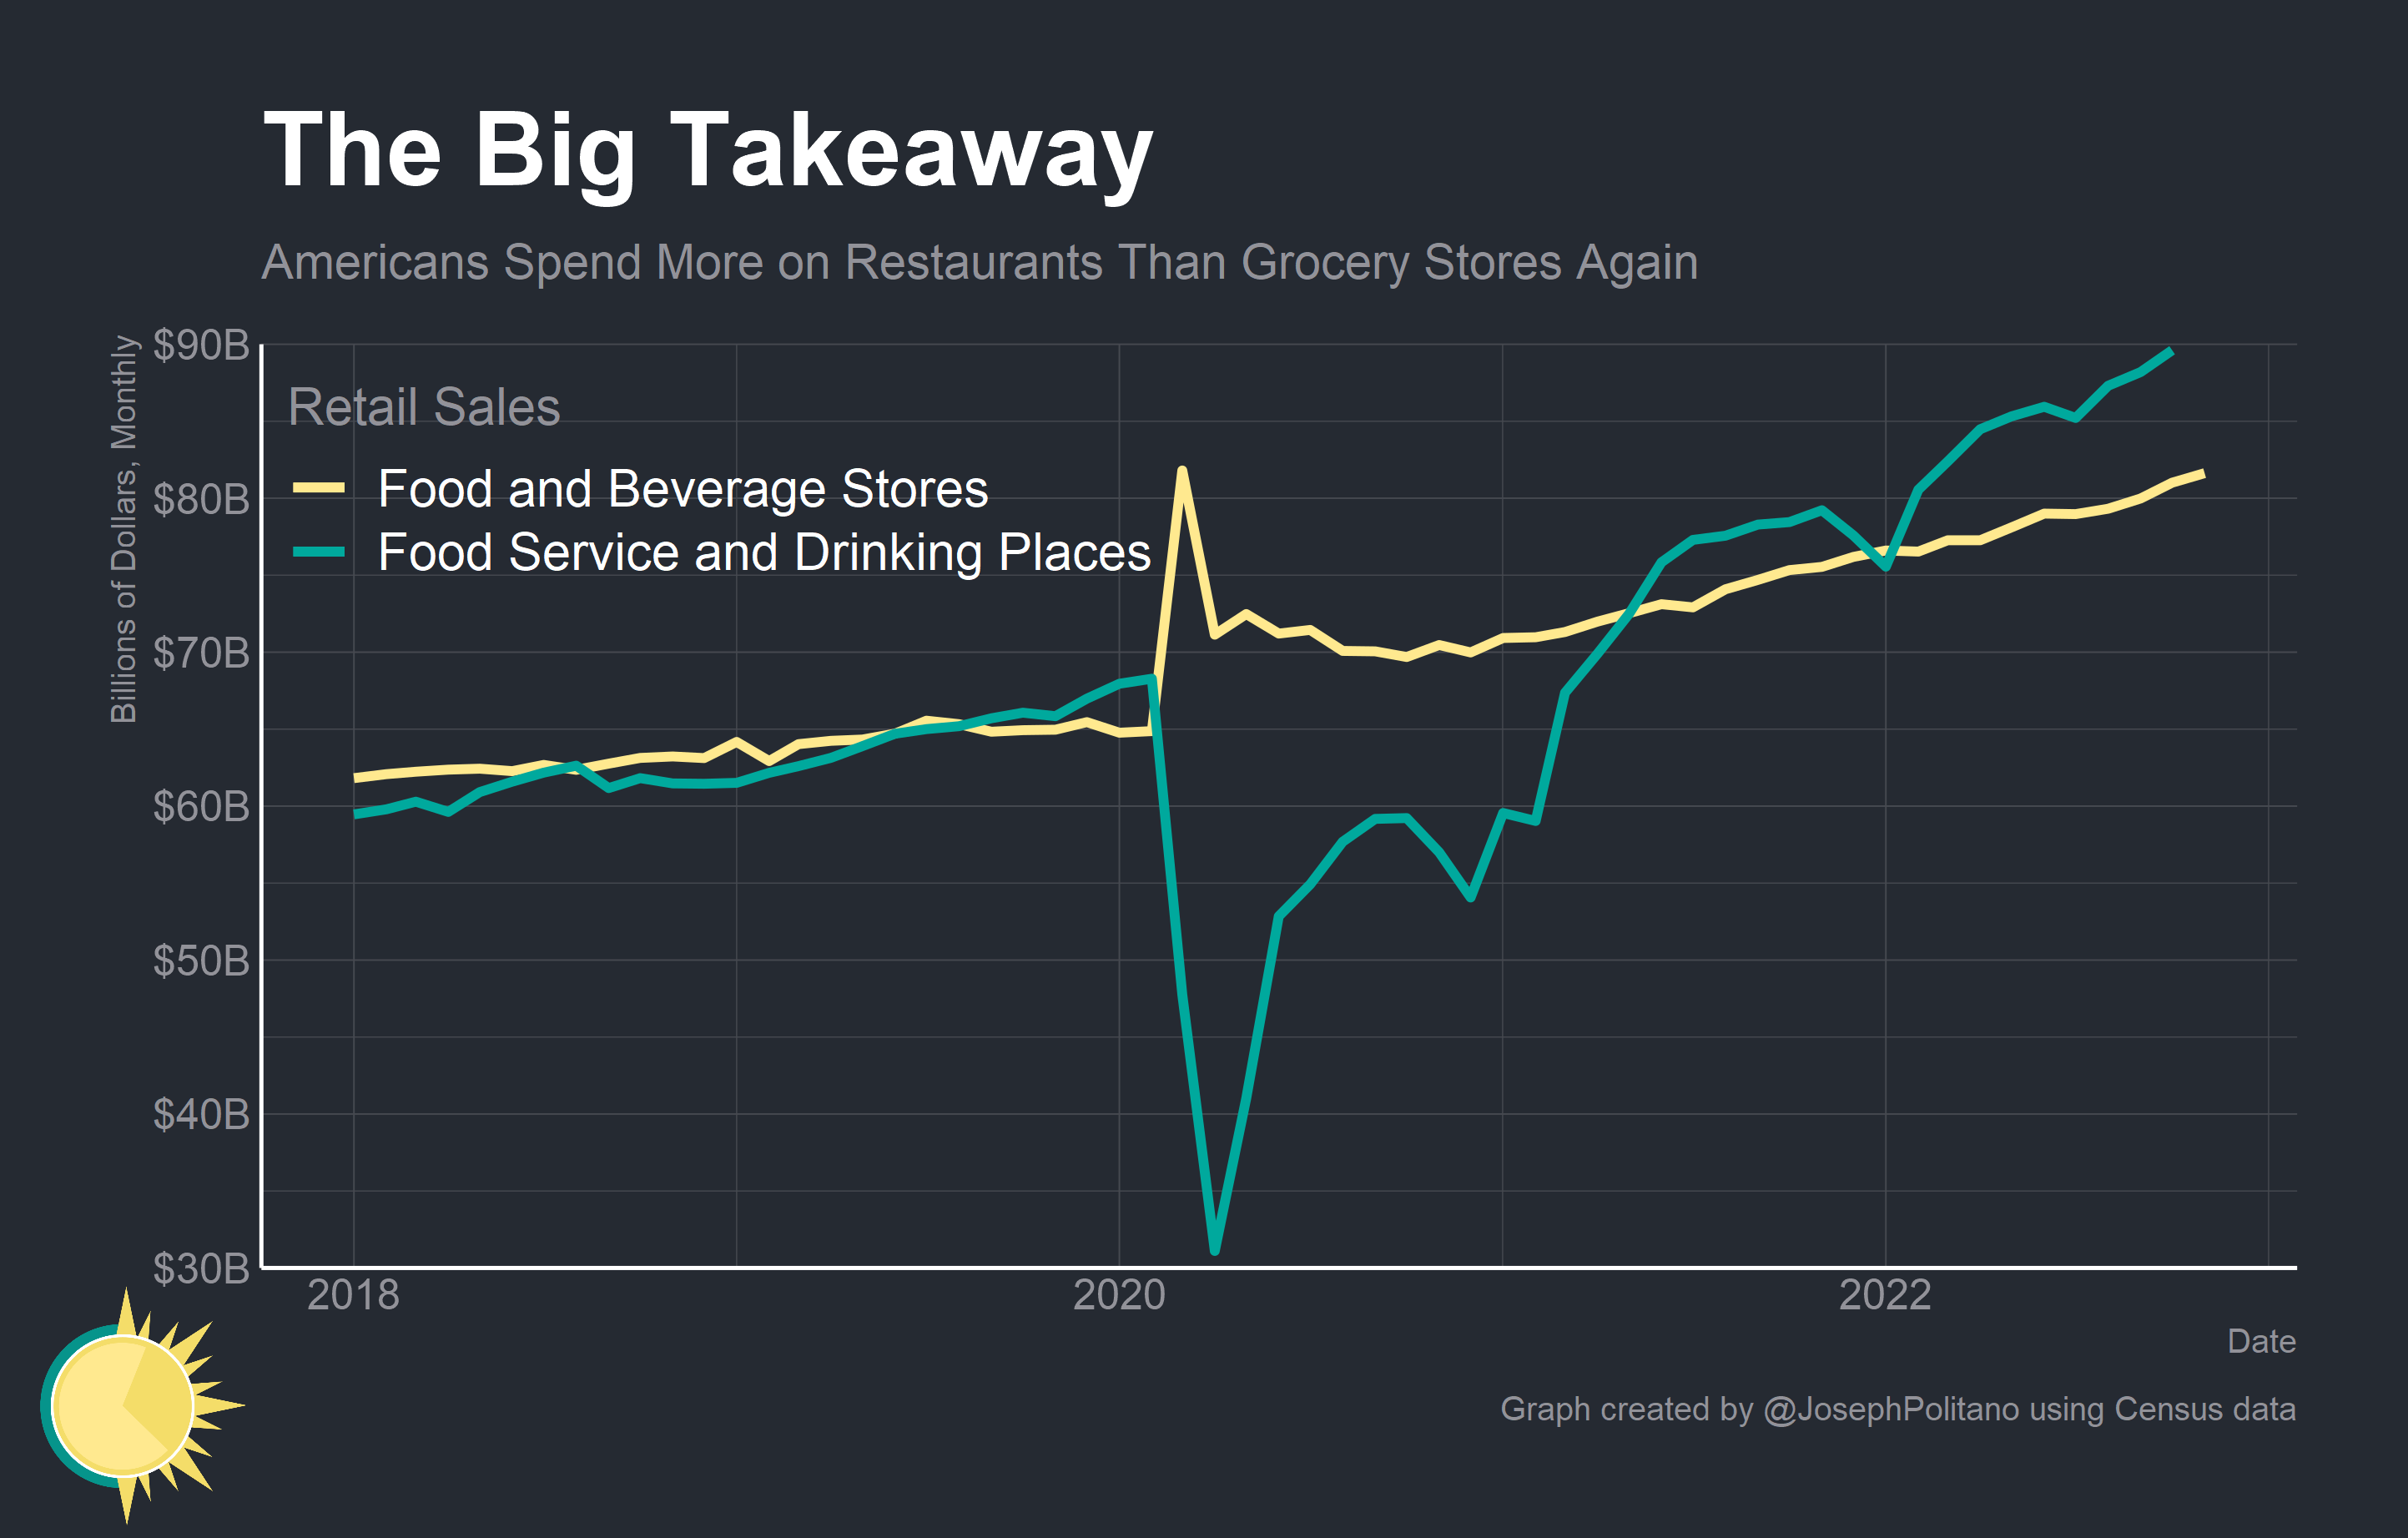 The Big Takeaway
Americans Spend More on Restaurants Than Grocery Stores Again
Billions of Dollars, Monthly
$90B
$80B
$70B
$60B
$50B
$40B
$30B
Retail Sales
Food and Beverage Stores
Food Service and Drinking Places
2018
2020
2022
Date
Graph created by @JosephPolitano using Census data